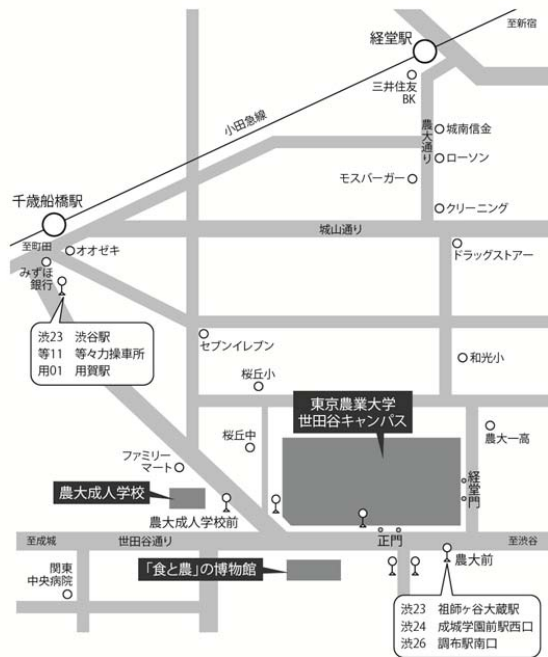 至新宿
経堂駅
三井住友
BK
小田急線
農大通り
城南信金
ローソン
モスバーガー
クリーニング
千歳船橋駅
至町田
オオゼキ
城山通り
ドラッグストアー
みずほ
銀行
渋23 渋谷駅
等11 等々力操車所
用01 用賀駅
セブンイレブン
和光小
桜丘小
東京農業大学
世田谷キャンパス
農大一高
桜丘中
ファミリー
マート
経堂門
農大成人学校
農大成人学校前
正門
至成城
世田谷通り
至渋谷
農大前
関東
中央病院
「食と農」の博物館
渋23 祖師ヶ谷大蔵駅
渋24 成城学園前駅西口
渋26 調布駅南口